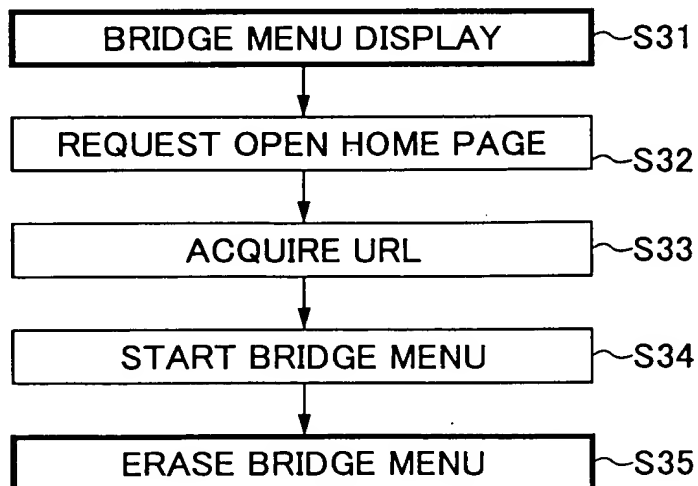 BRIDGE MENU DISPLAY S31
REQUEST OPEN HOME PAGE S32
ACQUIRE URL S33
START BRIDGE MENU S34
ERASE BRIDGE MENU S35